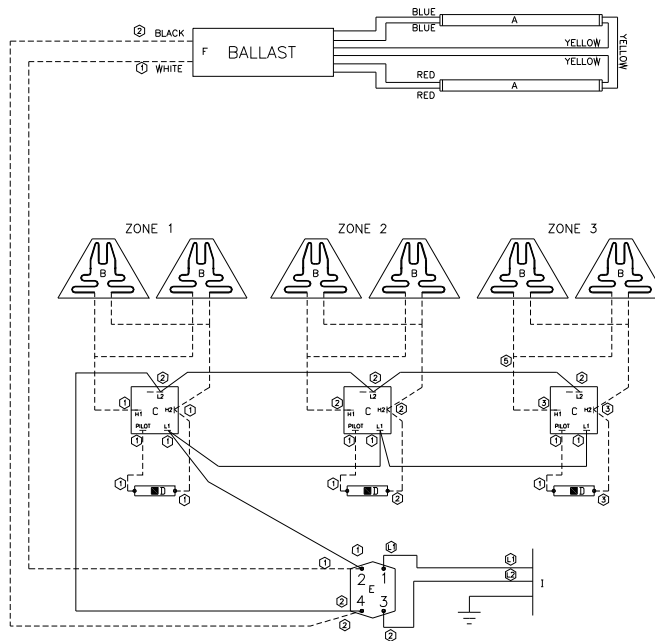 BLUE
A
BLUE
2 BLACK
F BALLAST
YELLOW
YELLOW
YELLOW
1 WHITE
RED
A
RED
ZONE 1 ZONE 2 ZONE 3
B B B B B B
5
2 2 2
L2 L2 L2
1 H1 C H2 1 2 H1 C H2 2 3 H1 C H2 3
PILOT L1 PILOT L1 PILOT L1
1 1 1 1 1 1
1 D 1 1 D 2 1 D 3
1 L1 L1
1 2 1
E L2 I
2 4 3
2 2